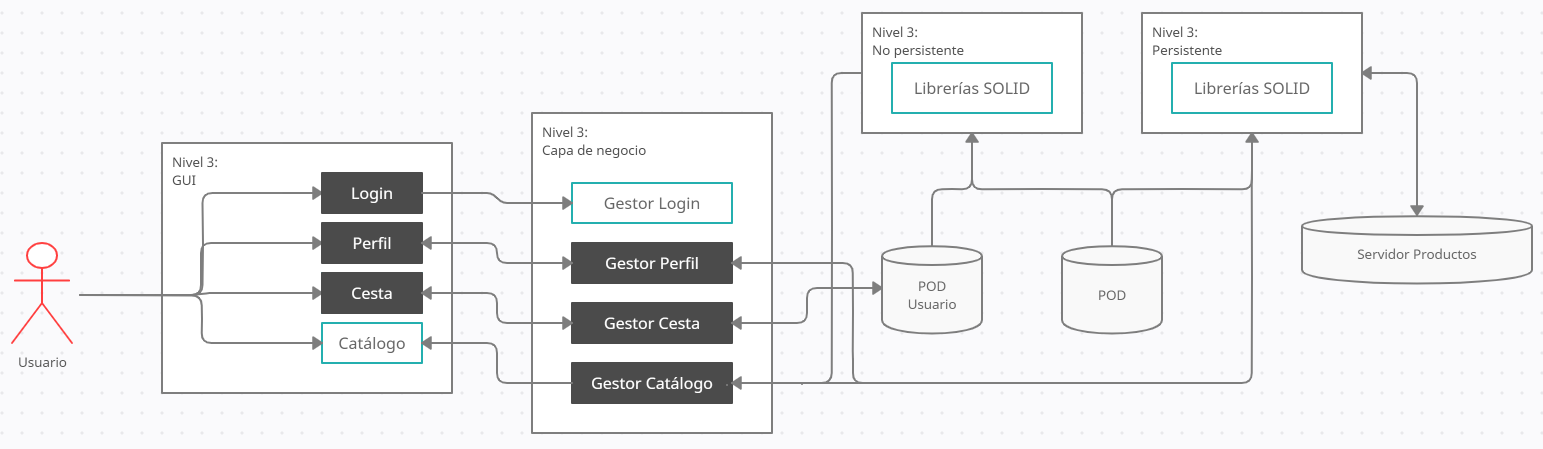 Nivel 3:
No persistente
Librerías SOLID
Nivel 3:
Persistente
Librerías SOLID
Nivel 3:
Capa de negocio
Gestor Login
Gestor Perfil
Gestor Cesta
Gestor Catálogo
Nivel 3:
GUI
Login
Perfil
Cesta
Catálogo
Usuario
POD
Usuario
POD
Servidor Productos